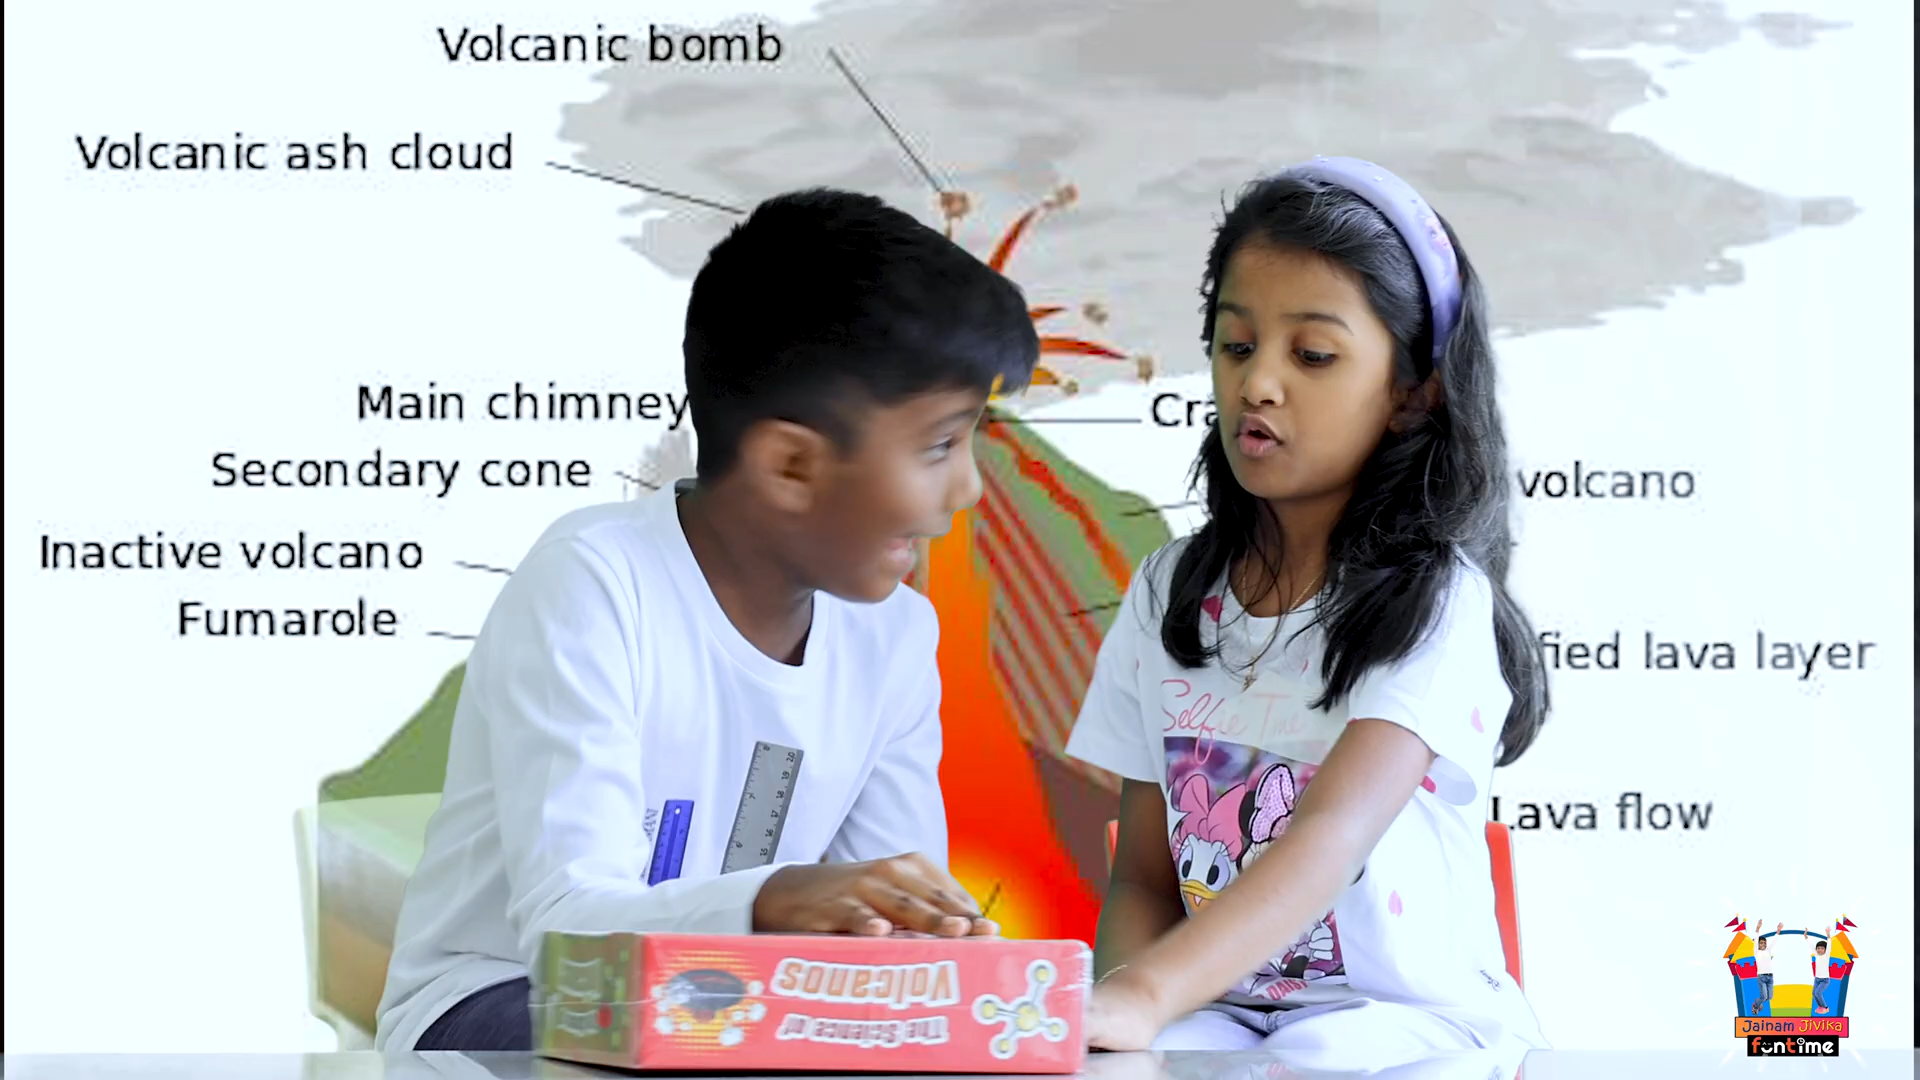 Volcanic bomb
Volcanic ash cloud
Main chimney
Cra
Secondary cone
volcano
Inactive volcano
Fumarole
fied lava layer
Selfie Time
Lava flow
DAISY
Volcanos
The Science of
Jainam Jivika
funtime